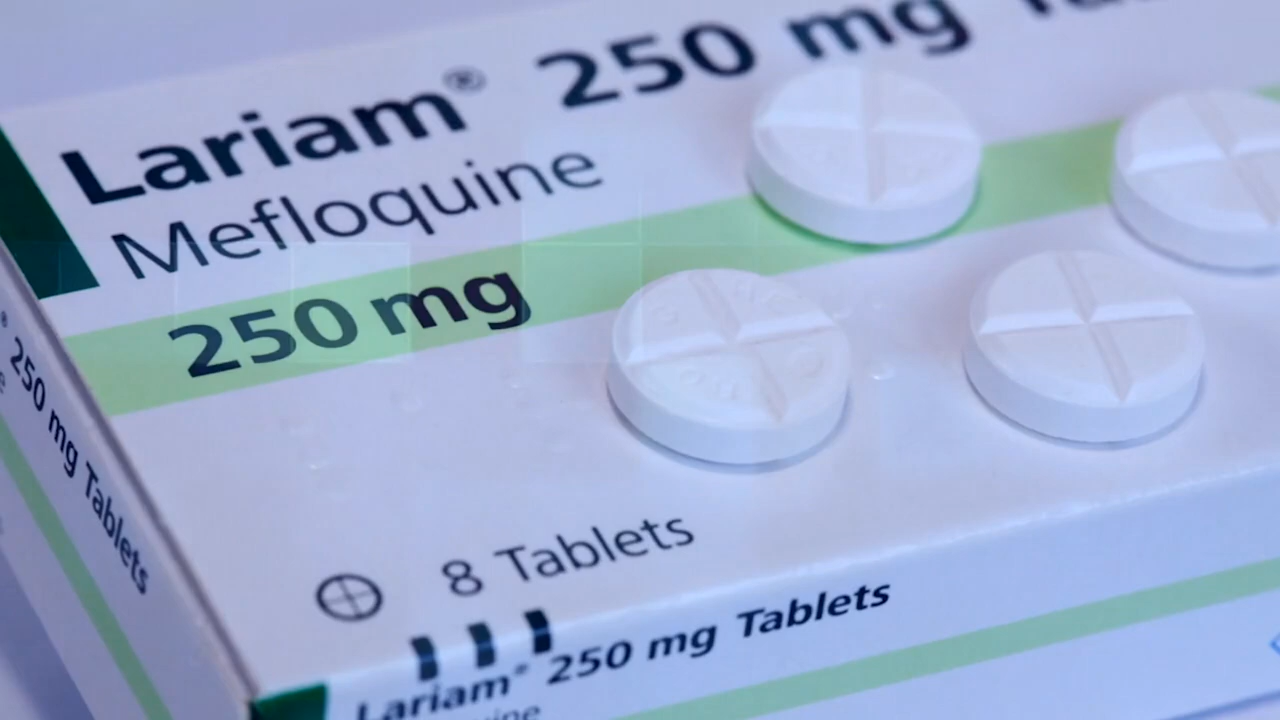 Lariam® 250 mg
Mefloquine
250 mg
8 Tablets
Lariam® 250 mg Tablets
250 mg Tablets